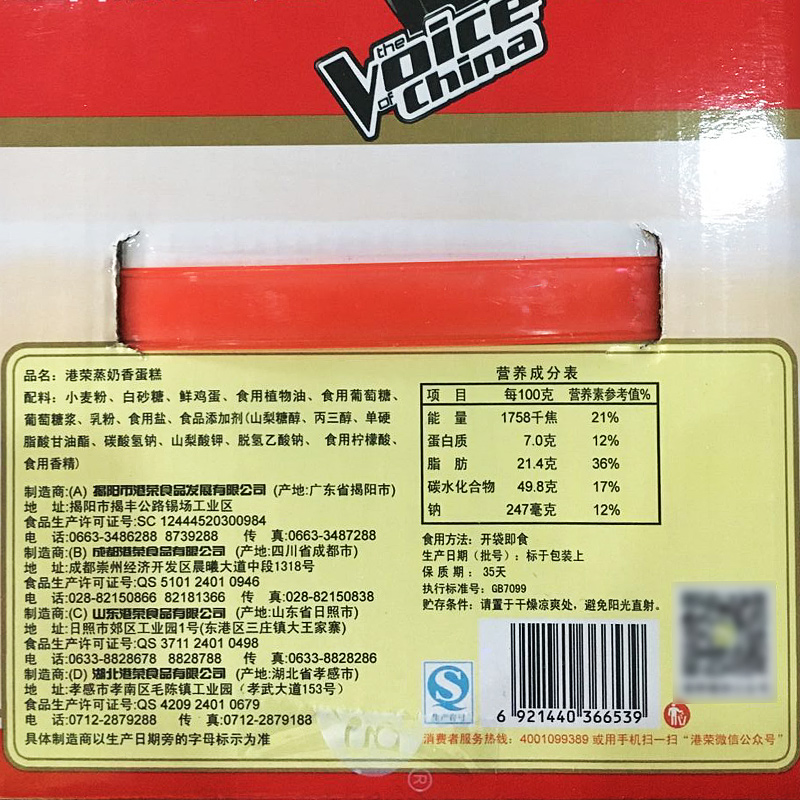 the
Voice
of China
品名：港荣蒸奶香蛋糕
配料：小麦粉、白砂糖、鲜鸡蛋、食用植物油、食用葡萄糖、
葡萄糖浆、乳粉、食用盐、食品添加剂(山梨糖醇、丙三醇、单硬
脂酸甘油酯、碳酸氢钠、山梨酸钾、脱氢乙酸钠、 食用柠檬酸、
食用香精)
制造商:(A) 揭阳市港荣食品发展有限公司 (产地:广东省揭阳市)
地 址:揭阳市揭丰公路锡场工业区
食品生产许可证号:SC 12444520300984
电 话:0663-3486288 8739288 传 真:0663-3487288
制造商:(B) 成都港荣食品有限公司 (产地:四川省成都市)
地 址:成都崇州经济开发区晨曦大道中段1318号
食品生产许可证号:QS 5101 2401 0946
电 话:028-82150866 82181366 传 真:028-82150838
制造商:(C) 山东港荣食品有限公司 (产地:山东省日照市)
地 址:日照市郊区工业园1号(东港区三庄镇大王家寨)
食品生产许可证号:QS 3711 2401 0498
电 话:0633-8828678 8828788 传 真:0633-8828286
制造商:(D) 湖北港荣食品有限公司 (产地:湖北省孝感市)
地 址:孝感市孝南区毛陈镇工业园（孝武大道153号）
食品生产许可证号:QS 4209 2401 0679
电 话:0712-2879288 传 真:0712-2879188
具体制造商以生产日期旁的字母标示为准
营养成分表
项 目 每100克 营养素参考值%
能 量 1758千焦 21%
蛋白质 7.0克 12%
脂 肪 21.4克 36%
碳水化合物 49.8克 17%
钠 247毫克 12%
食用方法：开袋即食
生产日期（批号）：标于包装上
保 质 期： 35天
执行标准号：GB7099
贮存条件：请置于干燥凉爽处，避免阳光直射。
生产许可
6 921440 366539
消费者服务热线：4001099389 或用手机扫一扫“港荣微信公众号”
®